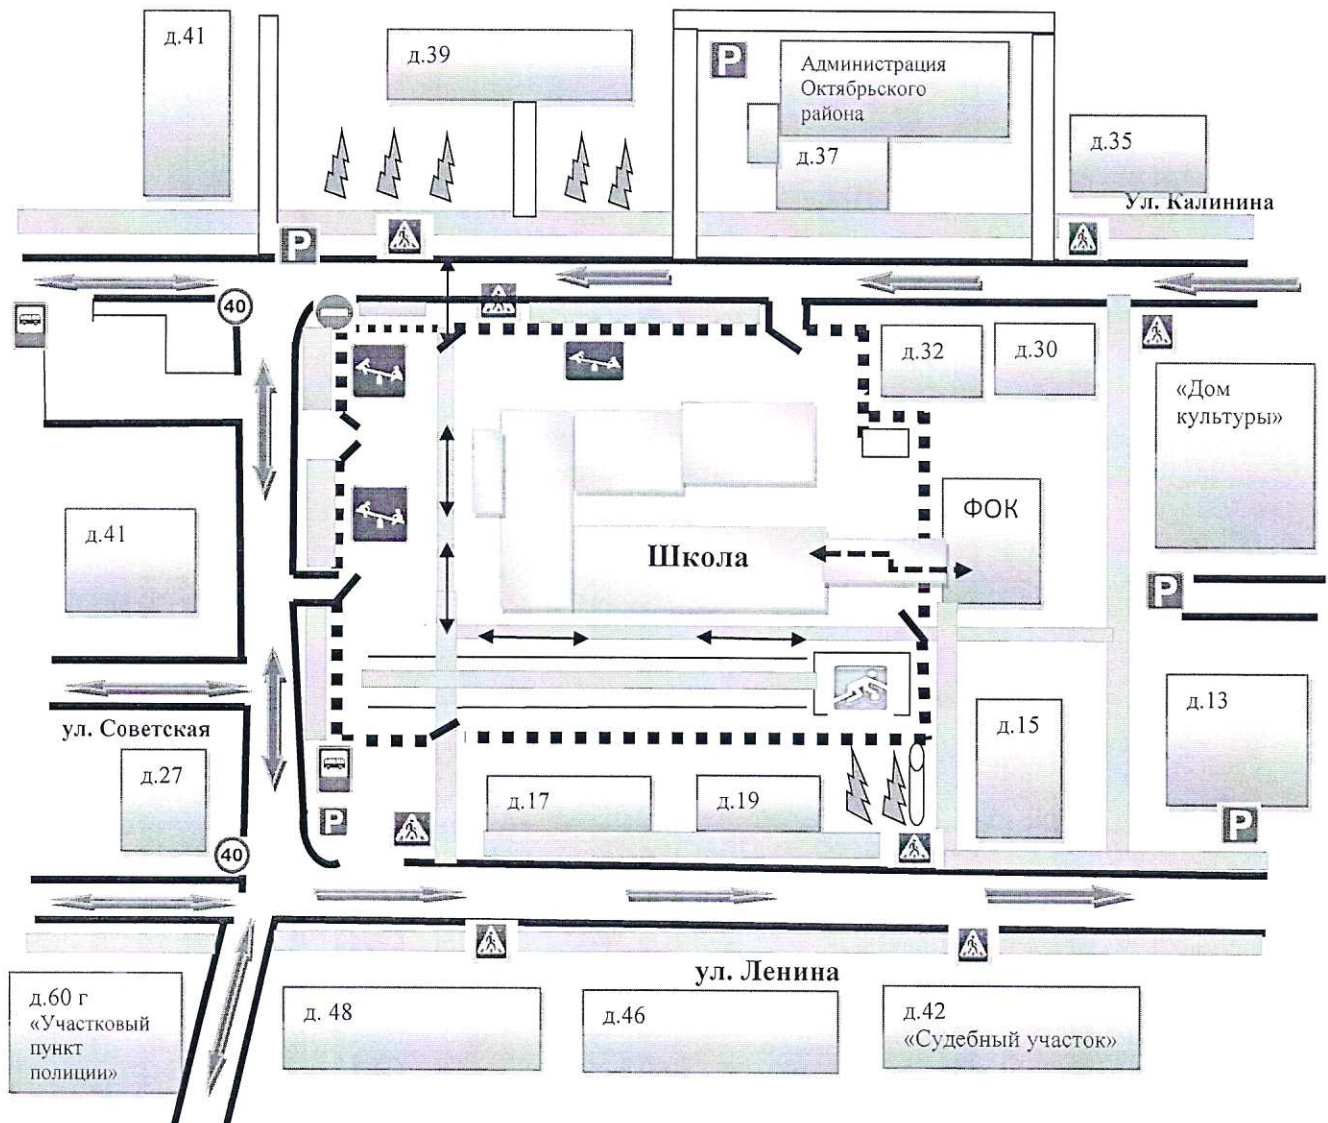 д.41
д.39
P
Администрация
Октябрьского
района
д.37
д.35
Ул. Калинина
P
40
д.32
д.30
«Дом
культуры»
д.41
ФОК
Школа
P
ул. Советская
д.27
д.15
д.13
д.17
д.19
P
P
40
ул. Ленина
д.60 г
«Участковый
пункт
полиции»
д. 48
д.46
д.42
«Судебный участок»